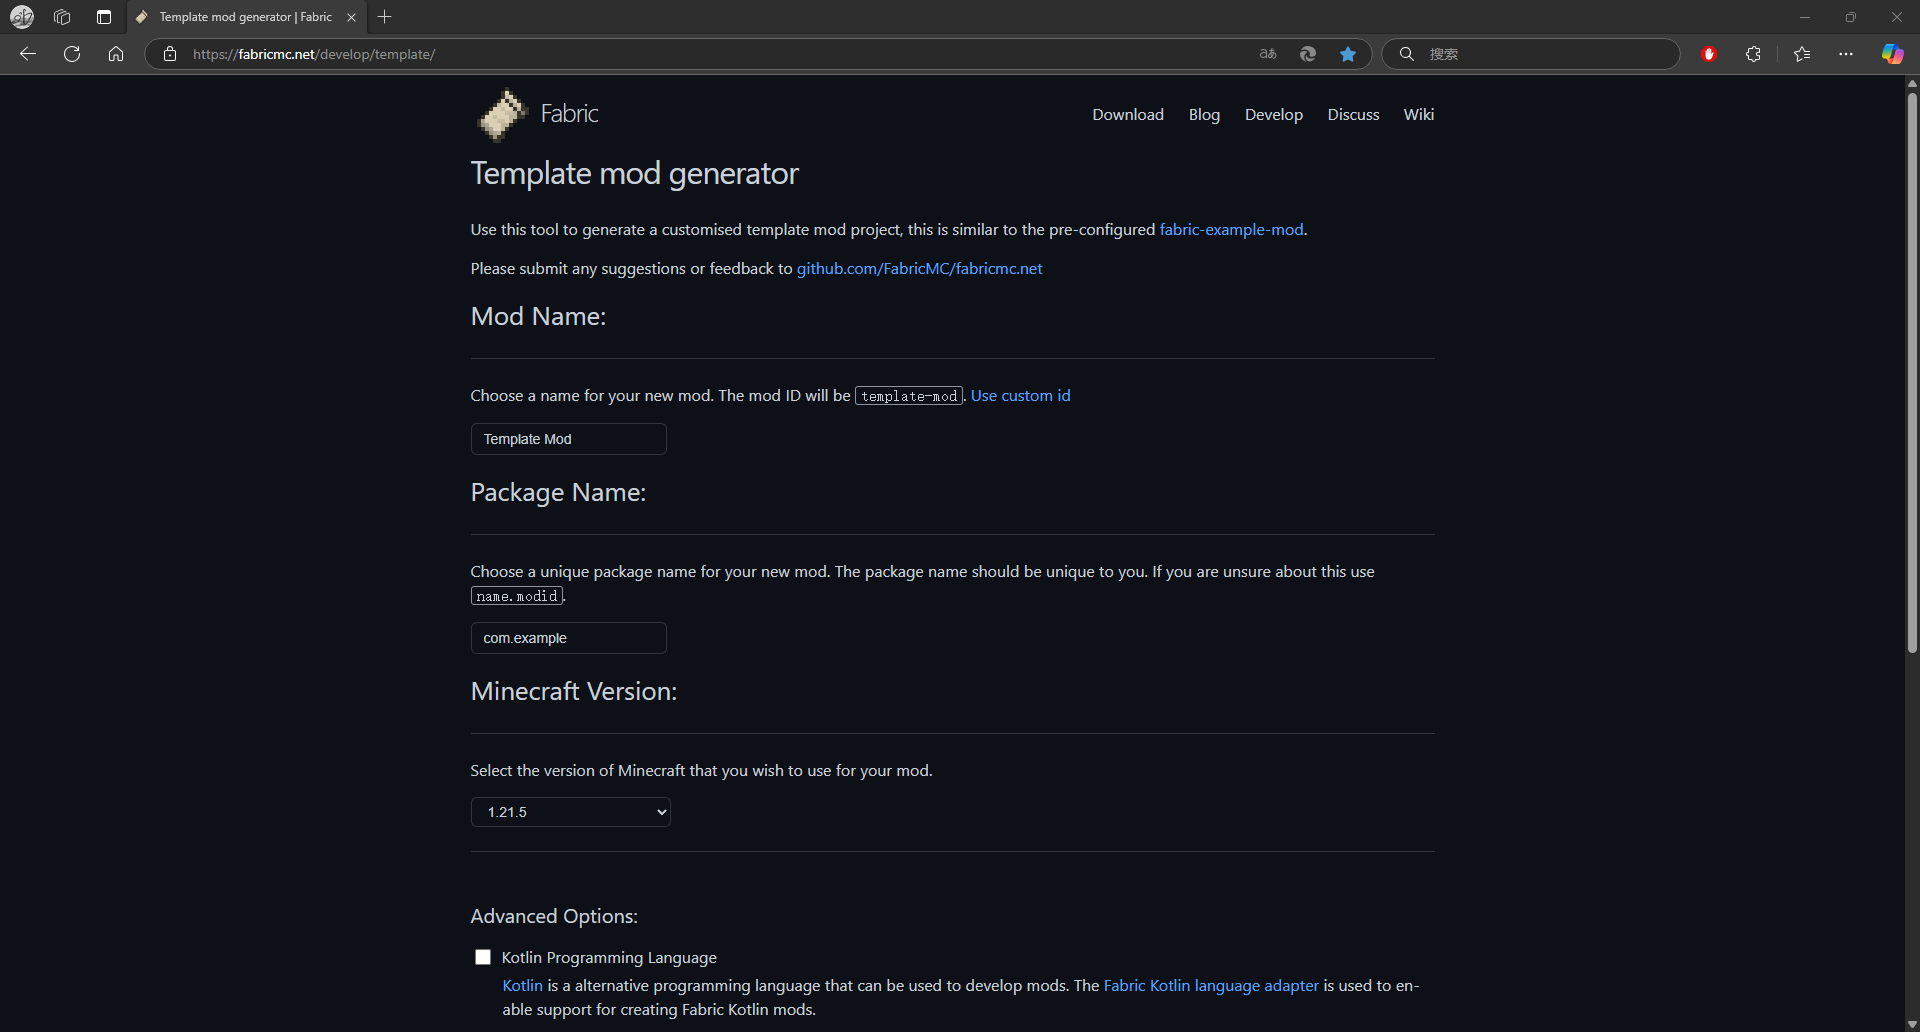 Template mod generator | Fabric
https://fabricmc.net/develop/template/
aあ
搜索
Fabric
Download Blog Develop Discuss Wiki
Template mod generator
Use this tool to generate a customised template mod project, this is similar to the pre-configured fabric-example-mod.
Please submit any suggestions or feedback to github.com/FabricMC/fabricmc.net
Mod Name:
Choose a name for your new mod. The mod ID will be template-mod. Use custom id
Template Mod
Package Name:
Choose a unique package name for your new mod. The package name should be unique to you. If you are unsure about this use
name.modid.
com.example
Minecraft Version:
Select the version of Minecraft that you wish to use for your mod.
1.21.5
Advanced Options:
Kotlin Programming Language
Kotlin is a alternative programming language that can be used to develop mods. The Fabric Kotlin language adapter is used to en-
able support for creating Fabric Kotlin mods.